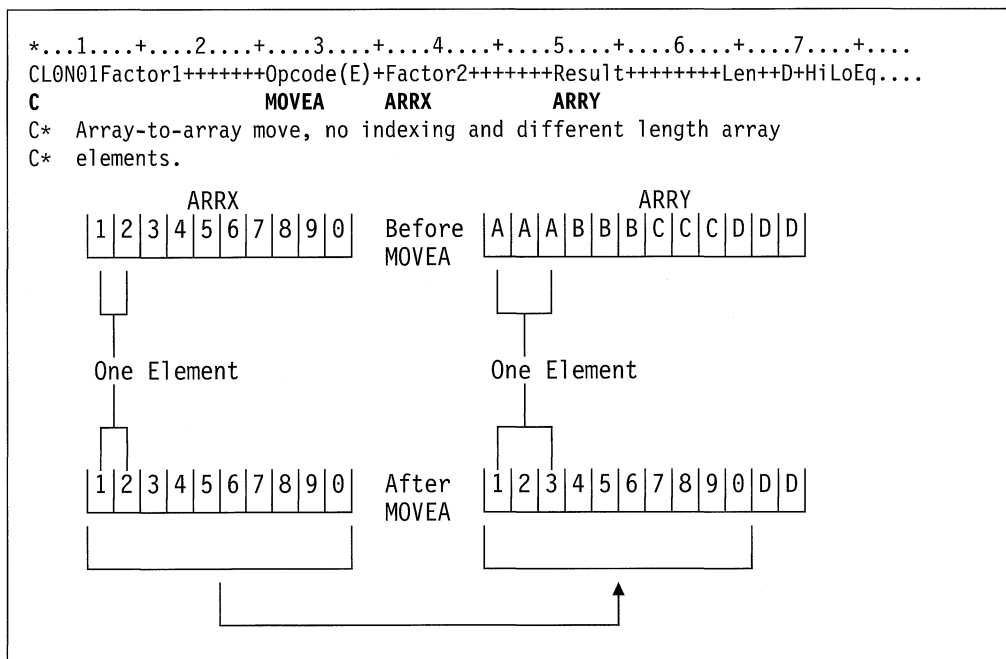 *...1....+....2....+....3....+....4....+....5....+....6....+....7....+....
CL0N01Factor1+++++++Opcode(E)+Factor2+++++++Result++++++++Len++D+HiLoEq....
C                    MOVEA     ARRX           ARRY
C*  Array-to-array move, no indexing and different length array
C*  elements.
ARRX ARRY
1 2 3 4 5 6 7 8 9 0 Before A A A B B B C C C D D D
MOVEA
One Element One Element
1 2 3 4 5 6 7 8 9 0 After 1 2 3 4 5 6 7 8 9 0 D D
MOVEA